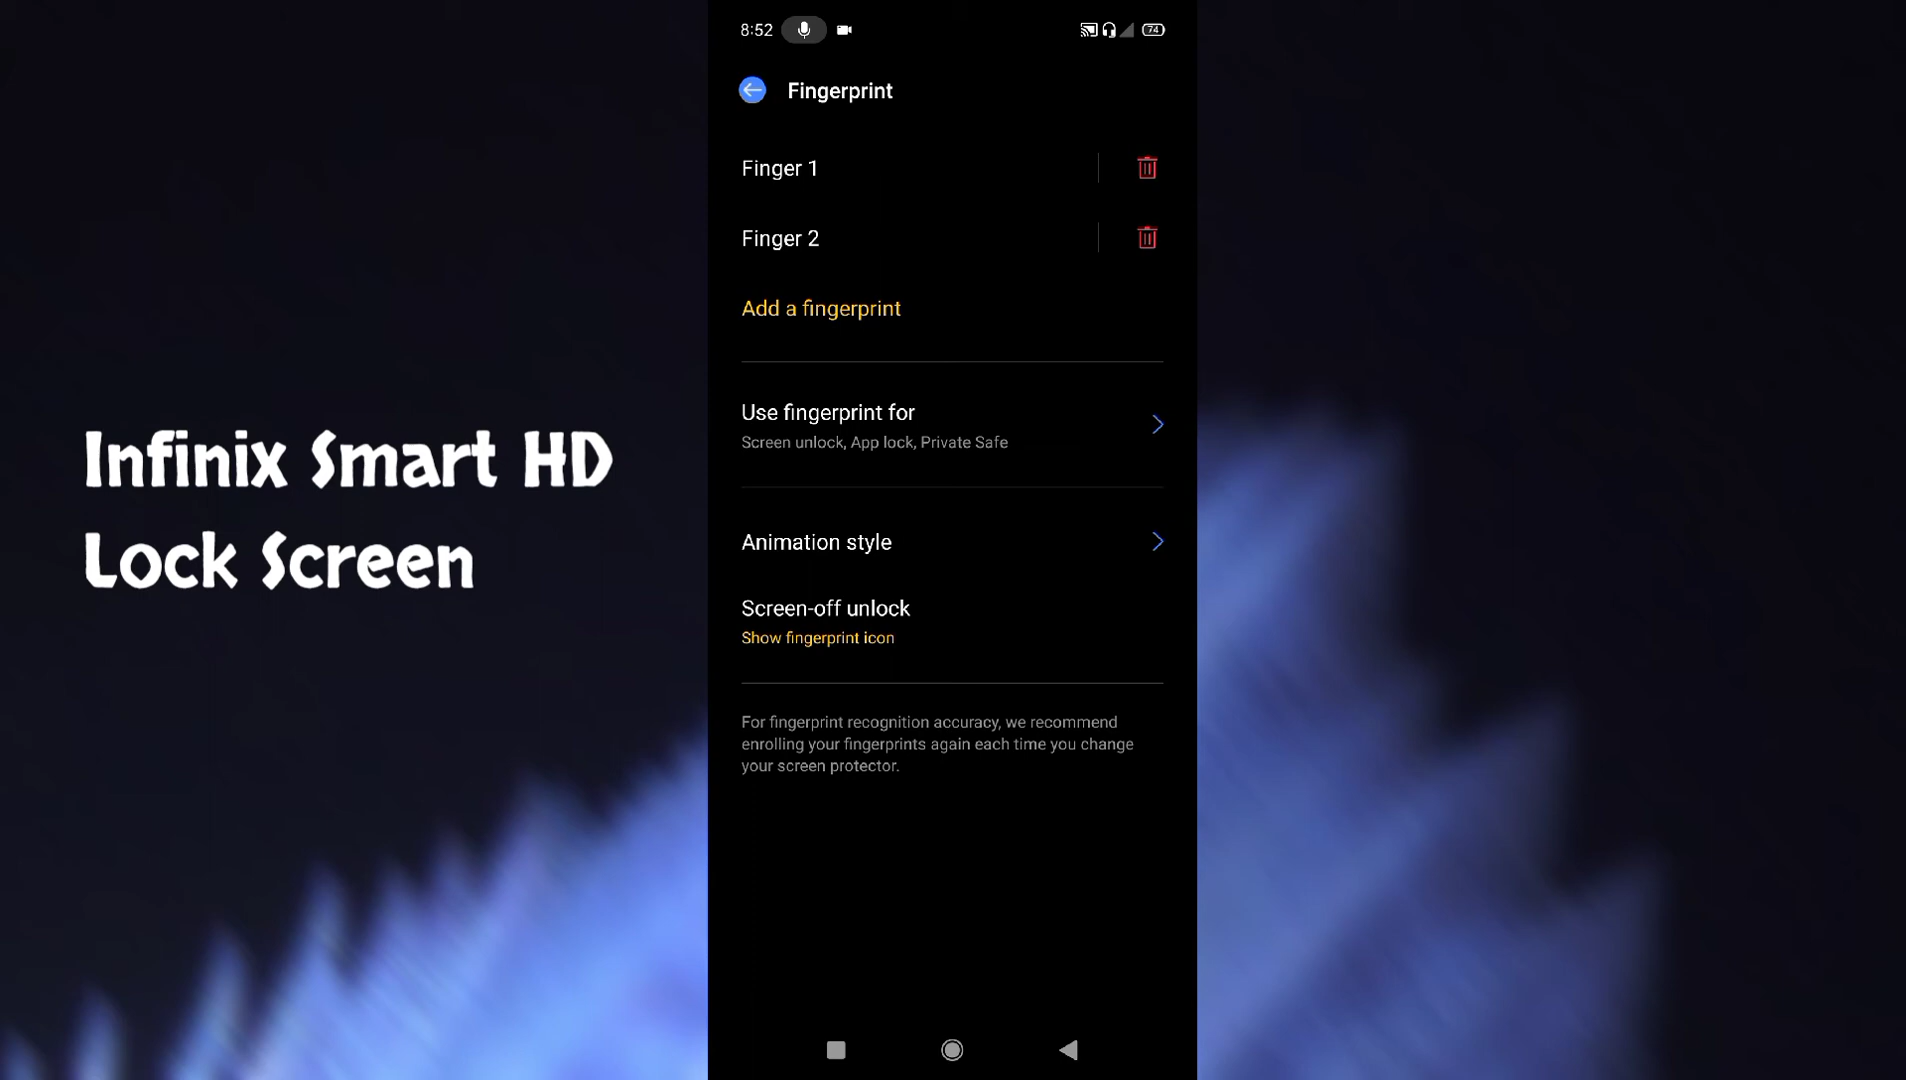 Infinix Smart HD
Lock Screen
8:52
74
Fingerprint
Finger 1
Finger 2
Add a fingerprint
Use fingerprint for
Screen unlock, App lock, Private Safe
Animation style
Screen-off unlock
Show fingerprint icon
For fingerprint recognition accuracy, we recommend
enrolling your fingerprints again each time you change
your screen protector.